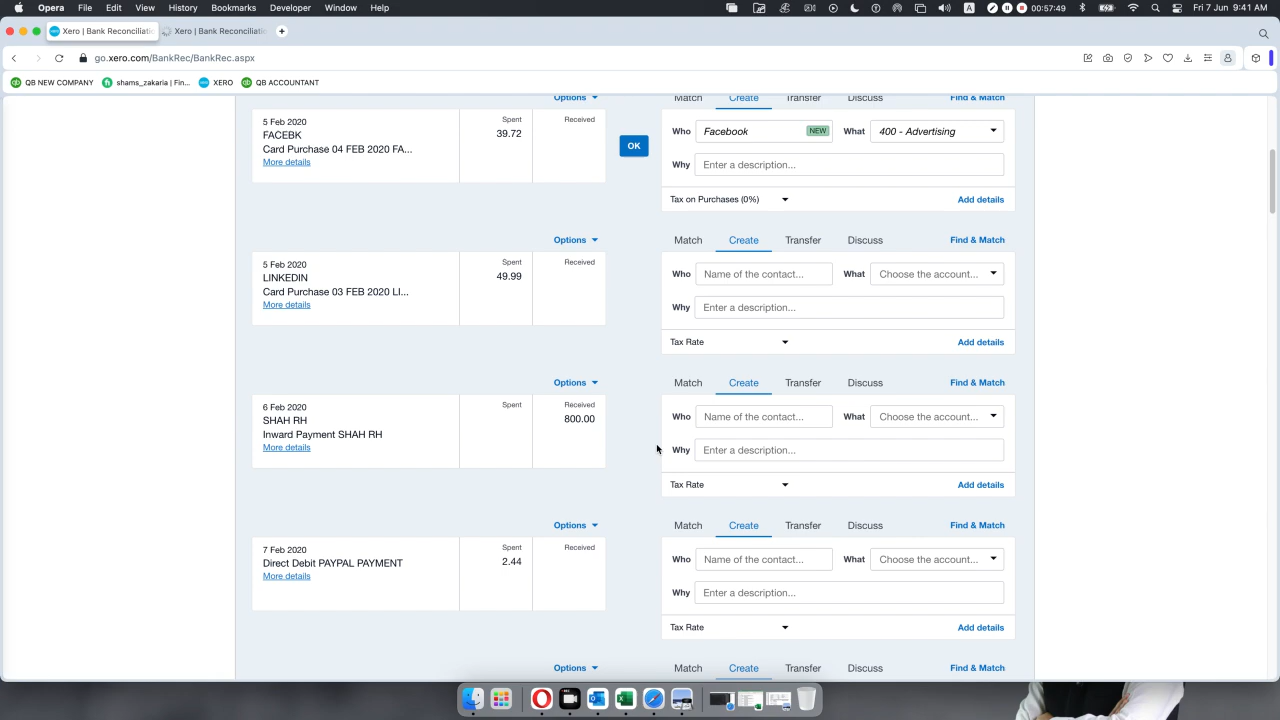 Opera File Edit View History Bookmarks Developer Window Help
00:57:49 A Fri 7 Jun 9:41 AM
Xero | Bank Reconciliatio
Xero | Bank Reconciliatio
go.xero.com/BankRec/BankRec.aspx
QB NEW COMPANY
shams_zakaria | Fin...
XERO
QB ACCOUNTANT
Options Match Create Transfer Discuss Find & Match
5 Feb 2020 Spent Received
FACEBK 39.72
Card Purchase 04 FEB 2020 FA...
More details
OK
Who Facebook NEW What 400 - Advertising
Why Enter a description...
Tax on Purchases (0%) Add details
Options Match Create Transfer Discuss Find & Match
5 Feb 2020 Spent Received
LINKEDIN 49.99
Card Purchase 03 FEB 2020 LI...
More details
Who Name of the contact... What Choose the account...
Why Enter a description...
Tax Rate Add details
Options Match Create Transfer Discuss Find & Match
6 Feb 2020 Spent Received
SHAH RH 800.00
Inward Payment SHAH RH
More details
Who Name of the contact... What Choose the account...
Why Enter a description...
Tax Rate Add details
Options Match Create Transfer Discuss Find & Match
7 Feb 2020 Spent Received
Direct Debit PAYPAL PAYMENT 2.44
More details
Who Name of the contact... What Choose the account...
Why Enter a description...
Tax Rate Add details
Options Match Create Transfer Discuss Find & Match